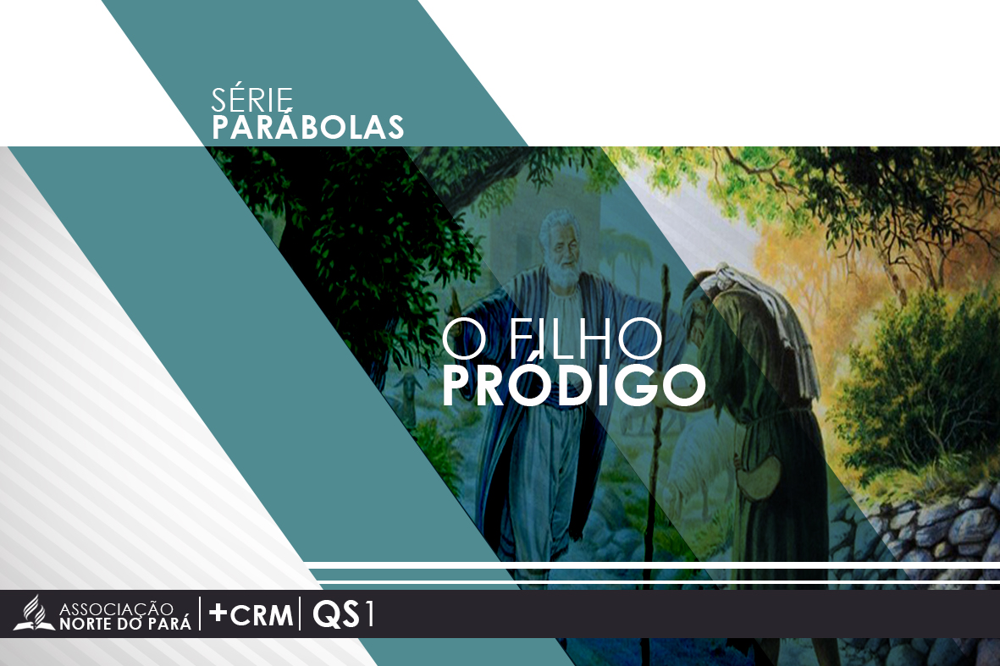 SÉRIE
PARÁBOLAS
O FILHO
PRÓDIGO
ASSOCIAÇÃO
NORTE DO PARÁ
+CRM
QS1